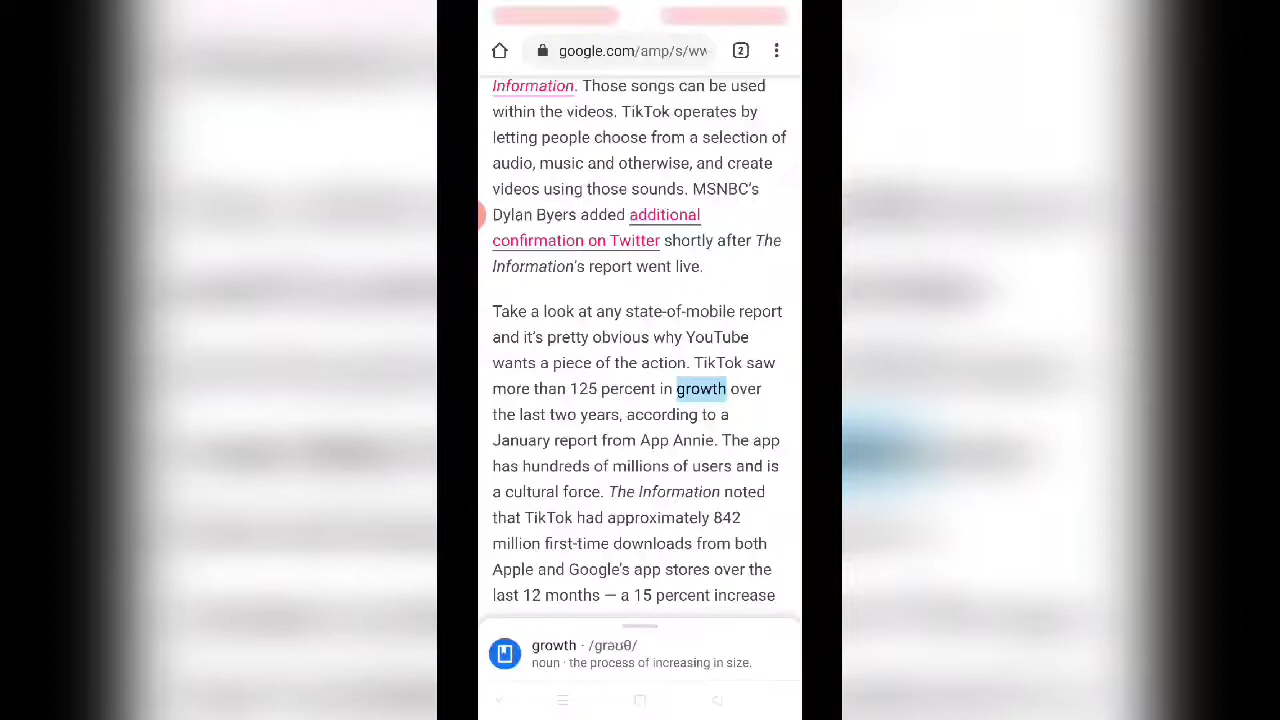 google.com/amp/s/ww
2
Information. Those songs can be used
within the videos. TikTok operates by
letting people choose from a selection of
audio, music and otherwise, and create
videos using those sounds. MSNBC's
Dylan Byers added additional
confirmation on Twitter shortly after The
Information's report went live.
Take a look at any state-of-mobile report
and it's pretty obvious why YouTube
wants a piece of the action. TikTok saw
more than 125 percent in growth over
the last two years, according to a
January report from App Annie. The app
has hundreds of millions of users and is
a cultural force. The Information noted
that TikTok had approximately 842
million first-time downloads from both
Apple and Google's app stores over the
last 12 months — a 15 percent increase
growth · /ɡrəʊθ/
noun · the process of increasing in size.